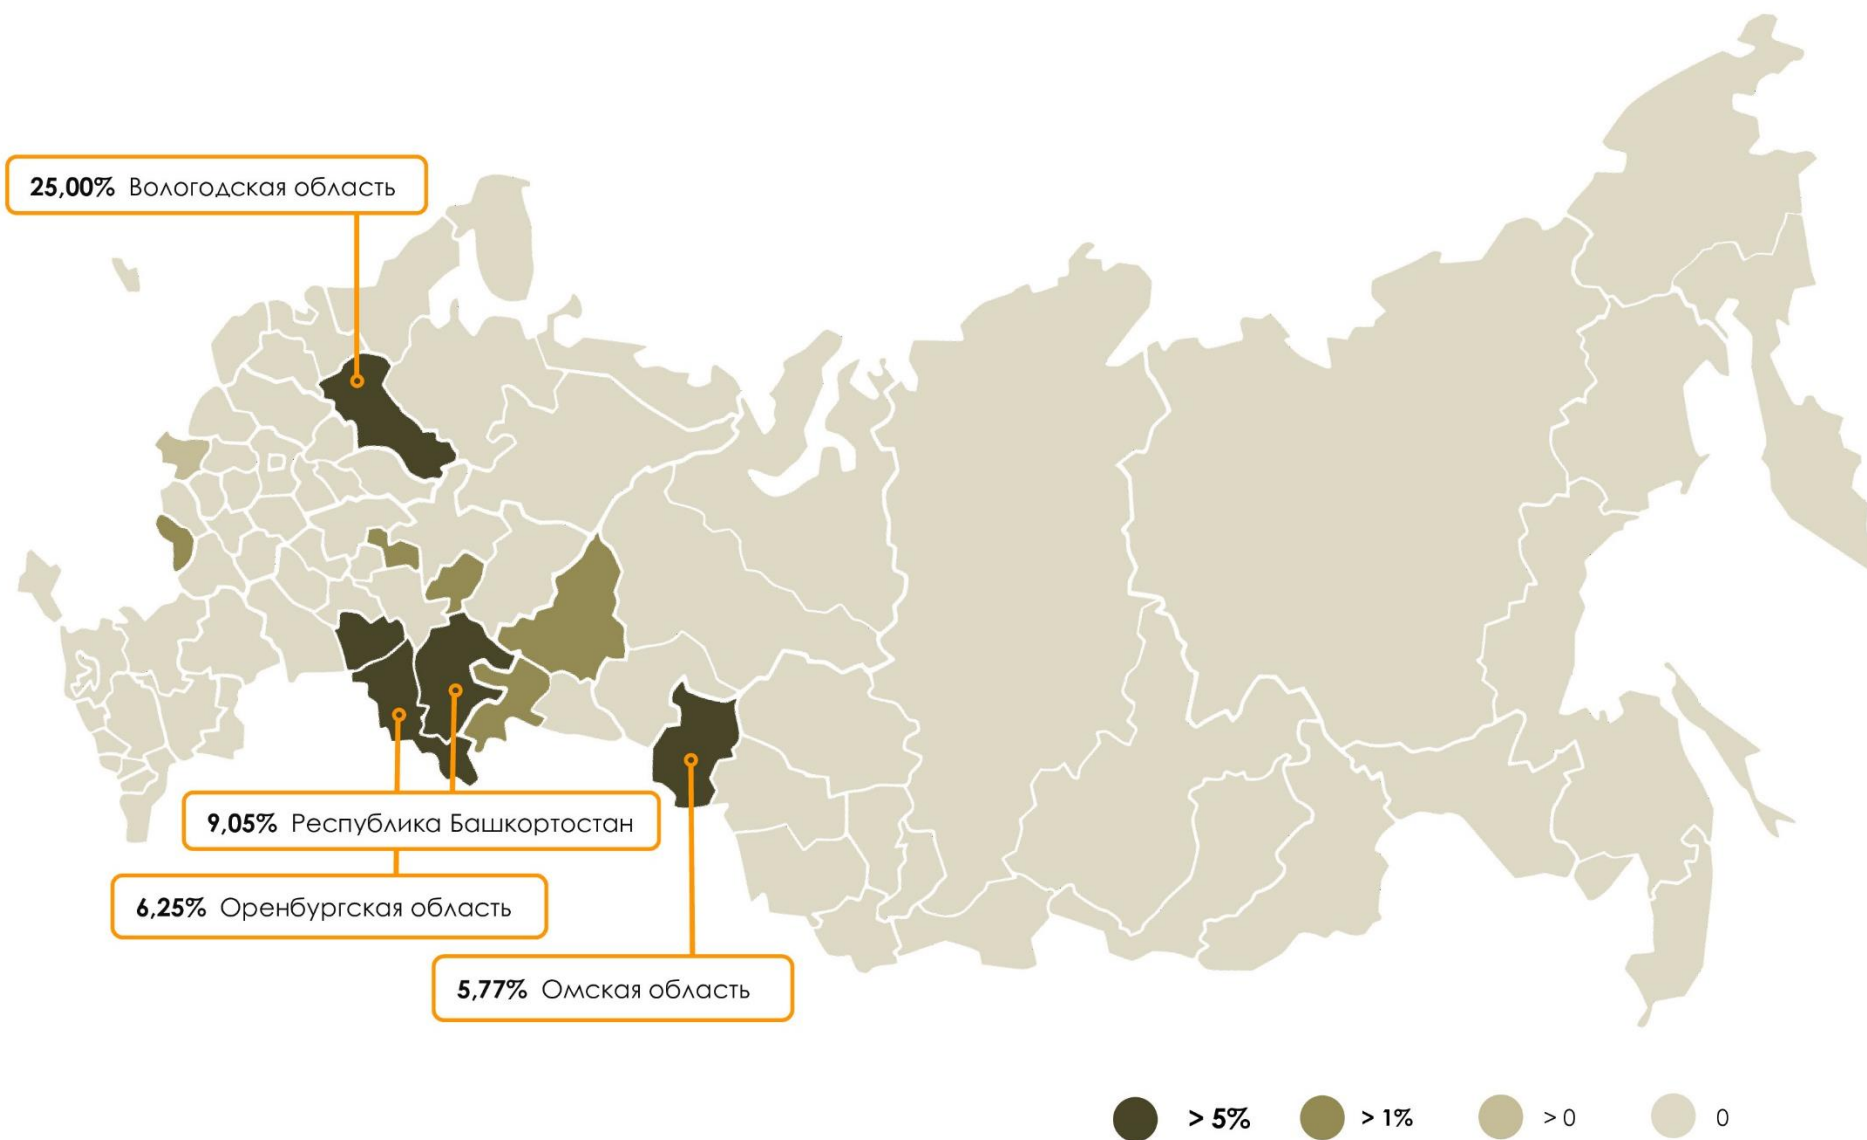 25,00% Вологодская область
9,05% Республика Башкортостан
6,25% Оренбургская область
5,77% Омская область
> 5% > 1% > 0 0